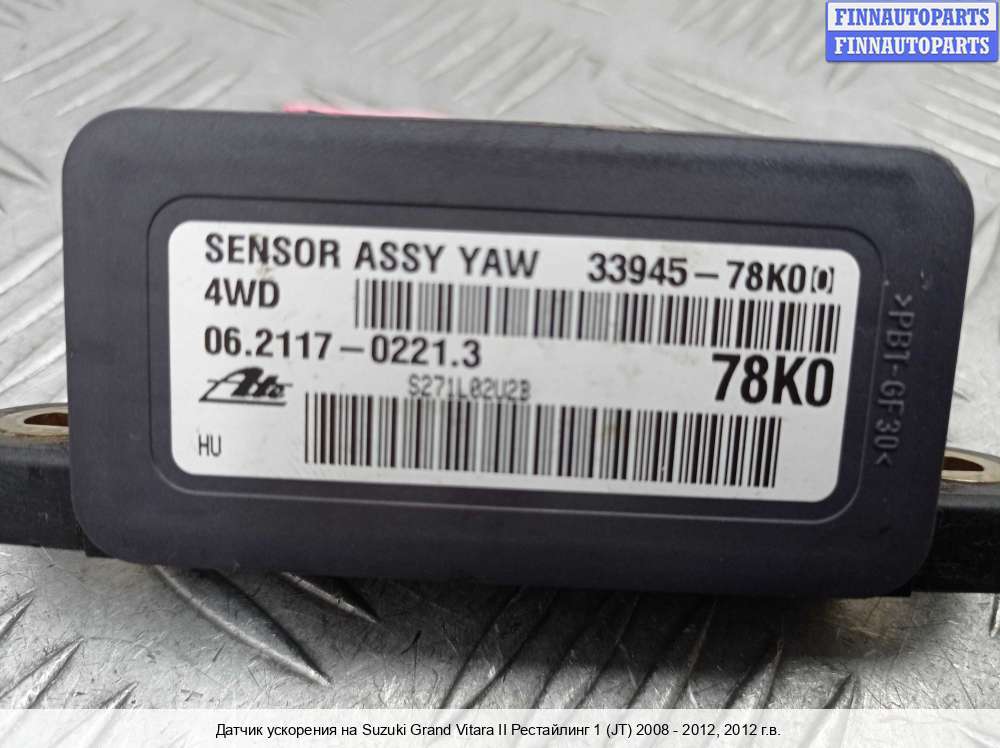 FINNAUTOPARTS
FINNAUTOPARTS
SENSOR ASSY YAW 33945-78K00
4WD
06.2117-0221.3
78K0
Ate
S271L02U2B
HU
>PBT-GF30<
Датчик ускорения на Suzuki Grand Vitara II Рестайлинг 1 (JT) 2008 - 2012, 2012 г.в.